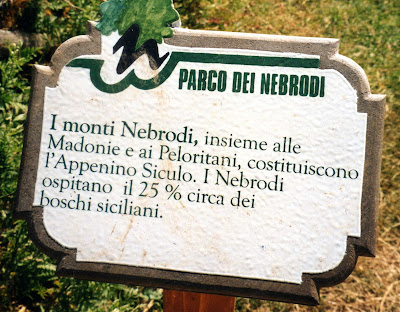 PARCO DEI NEBRODI
I monti Nebrodi, insieme alle
Madonie e ai Peloritani, costituiscono
l'Appenino Siculo. I Nebrodi
ospitano il 25 % circa dei
boschi siciliani.